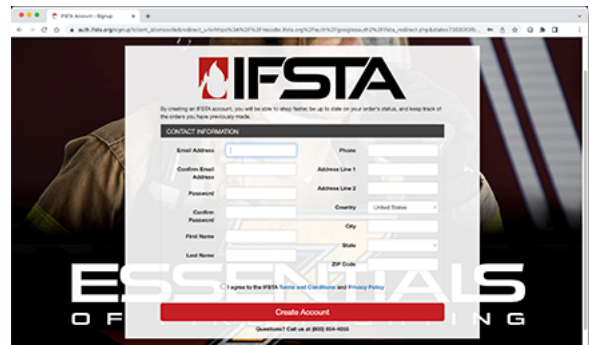 IFSTA Account - Signup
IFSTA
By creating an IFSTA account, you will be able to shop faster, be up to date on your order's status, and keep track of
the orders you have previously made.
CONTACT INFORMATION
Email Address
Phone
Confirm Email
Address
Address Line 1
Password
Address Line 2
Confirm
Password
Country
United States
City
First Name
State
Last Name
ZIP Code
I agree to the IFSTA Terms and Conditions and Privacy Policy
ESSENTIALS
Create Account
OF
NG
Questions? Call us at (800) 654-4055